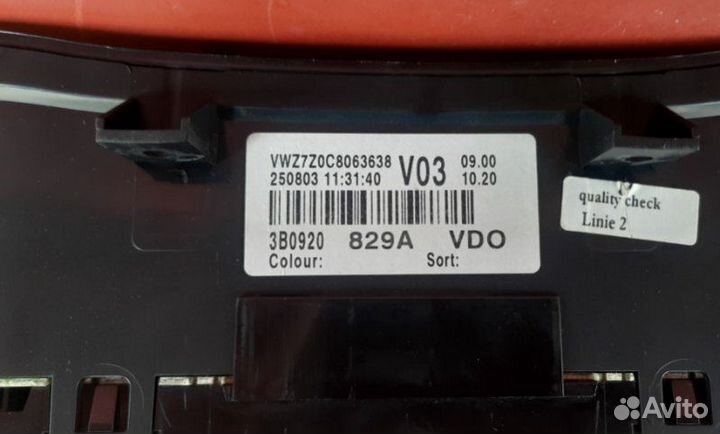 VWZ7Z0C8063638 V03 09.00
250803 11:31:40 10.20
3B0920 829A VDO
Colour: Sort:
quality check
Linie 2
Avito